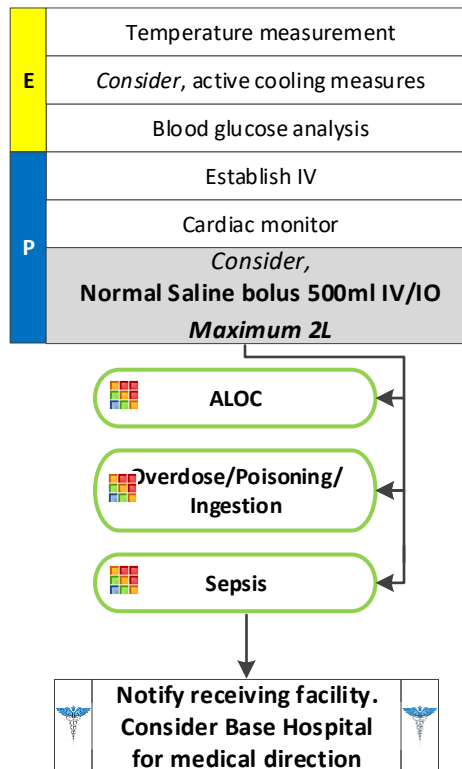 E
Temperature measurement
Consider, active cooling measures
Blood glucose analysis
P
Establish IV
Cardiac monitor
Consider,
Normal Saline bolus 500ml IV/IO
Maximum 2L
ALOC
Overdose/Poisoning/
Ingestion
Sepsis
Notify receiving facility.
Consider Base Hospital
for medical direction